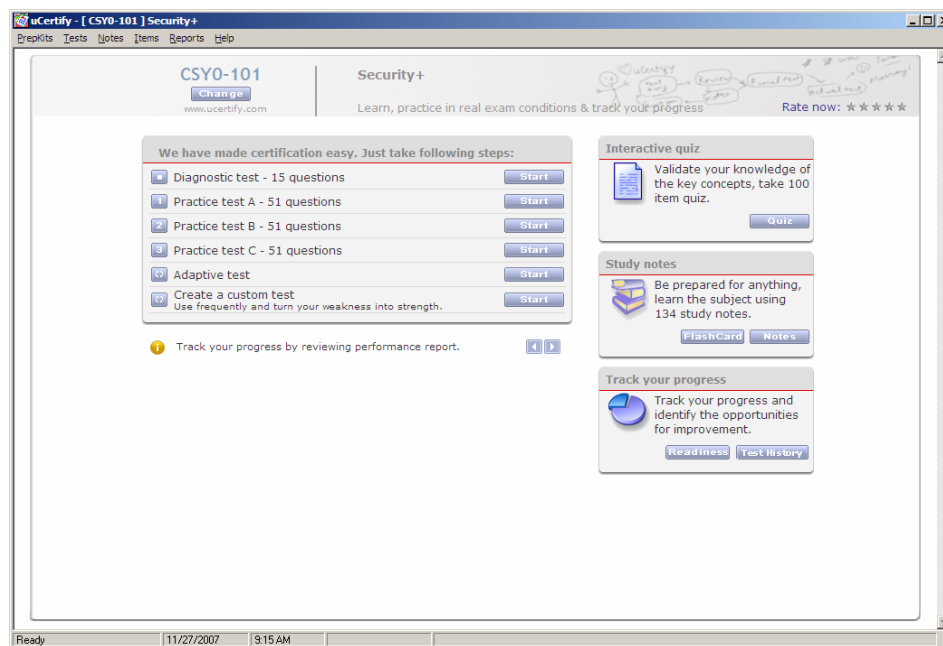 uCertify - [ CSY0-101 ] Security+
PrepKits Tests Notes Items Reports Help
CSY0-101
Change
www.ucertify.com
Security+
Learn, practice in real exam conditions & track your progress
Rate now:
We have made certification easy. Just take following steps:
Diagnostic test - 15 questions Start
1 Practice test A - 51 questions Start
2 Practice test B - 51 questions Start
3 Practice test C - 51 questions Start
Adaptive test Start
Create a custom test Start
Use frequently and turn your weakness into strength.
Track your progress by reviewing performance report.
Interactive quiz
Validate your knowledge of
the key concepts, take 100
item quiz.
Quiz
Study notes
Be prepared for anything,
learn the subject using
134 study notes.
FlashCard Notes
Track your progress
Track your progress and
identify the opportunities
for improvement.
Readiness Test History
Ready 11/27/2007 9:15 AM